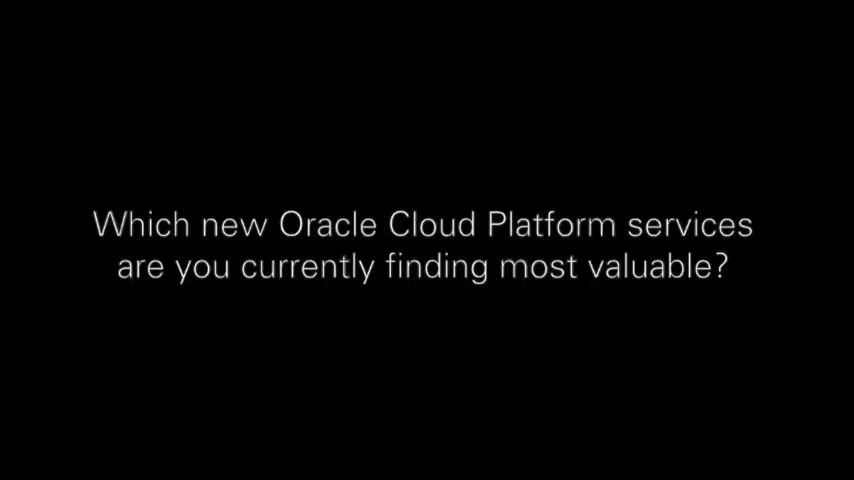 Which new Oracle Cloud Platform services
are you currently finding most valuable?